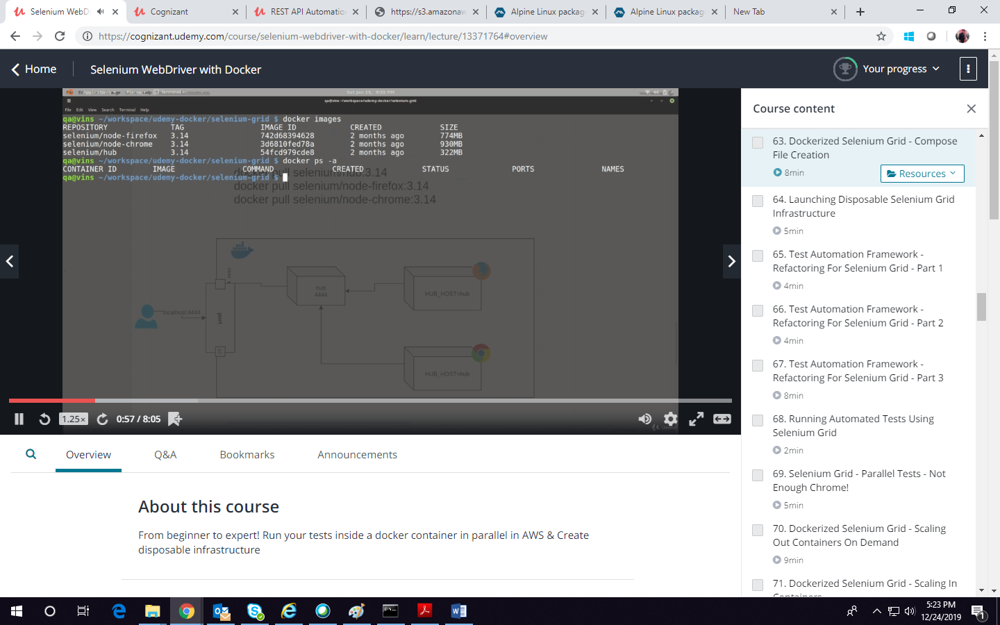 Selenium WebD
Cognizant
REST API Automatio
https://s3.amazonaw
Alpine Linux packag
Alpine Linux packag
New Tab
https://cognizant.udemy.com/course/selenium-webdriver-with-docker/learn/lecture/13371764#overview
Home
Selenium WebDriver with Docker
Your progress
qa@vins:~/workspace/udemy-docker/selenium-grid
File Edit View Search Terminal Help
qa@vins ~/workspace/udemy-docker/selenium-grid $ docker images
REPOSITORY TAG IMAGE ID CREATED SIZE
selenium/node-firefox 3.14 742d68394628 2 months ago 774MB
selenium/node-chrome 3.14 3d6810fed78a 2 months ago 930MB
selenium/hub 3.14 54fcd979cde8 2 months ago 322MB
qa@vins ~/workspace/udemy-docker/selenium-grid $ docker ps -a
CONTAINER ID IMAGE COMMAND CREATED STATUS PORTS NAMES
qa@vins ~/workspace/udemy-docker/selenium-grid $
docker pull selenium/hub:3.14
docker pull selenium/node-firefox:3.14
docker pull selenium/node-chrome:3.14
4444
hub
4444
HUB_HOST=hub
localhost:4444
port
HUB_HOST=hub
1.25×
0:57 / 8:05
Overview
Q&A
Bookmarks
Announcements
About this course
From beginner to expert! Run your tests inside a docker container in parallel in AWS & Create
disposable infrastructure
Course content
63. Dockerized Selenium Grid - Compose
File Creation
8min
Resources
64. Launching Disposable Selenium Grid
Infrastructure
5min
65. Test Automation Framework -
Refactoring For Selenium Grid - Part 1
4min
66. Test Automation Framework -
Refactoring For Selenium Grid - Part 2
4min
67. Test Automation Framework -
Refactoring For Selenium Grid - Part 3
8min
68. Running Automated Tests Using
Selenium Grid
2min
69. Selenium Grid - Parallel Tests - Not
Enough Chrome!
5min
70. Dockerized Selenium Grid - Scaling
Out Containers On Demand
9min
71. Dockerized Selenium Grid - Scaling In
Containers
5:23 PM
12/24/2019
1